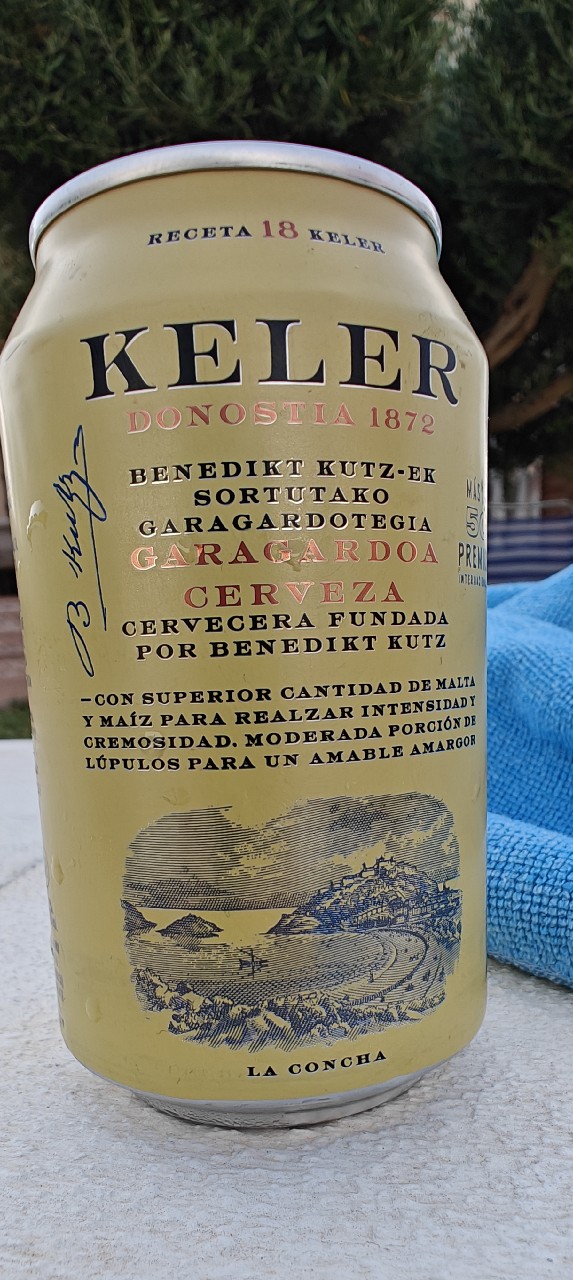 RECETA 18 KELER
KELER
DONOSTIA 1872
B Kutz
BENEDIKT KUTZ-EK
SORTUTAKO
GARAGARDOTEGIA
GARAGARDOA
CERVEZA
CERVECERA FUNDADA
POR BENEDIKT KUTZ
–CON SUPERIOR CANTIDAD DE MALTA
Y MAÍZ PARA REALZAR INTENSIDAD Y
CREMOSIDAD. MODERADA PORCIÓN DE
LÚPULOS PARA UN AMABLE AMARGOR
LA CONCHA
MÁS